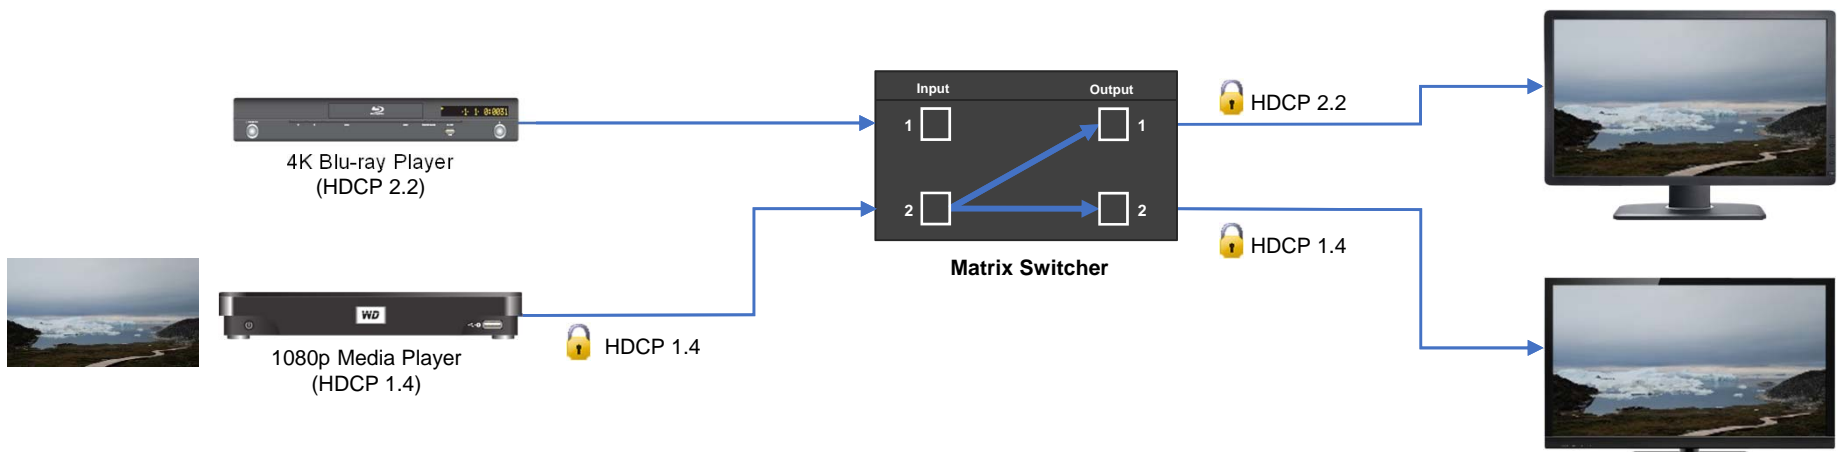 Input
Output
1
1
2
2
HDCP 2.2
4K Blu-ray Player
(HDCP 2.2)
HDCP 1.4
Matrix Switcher
WD
HDCP 1.4
1080p Media Player
(HDCP 1.4)